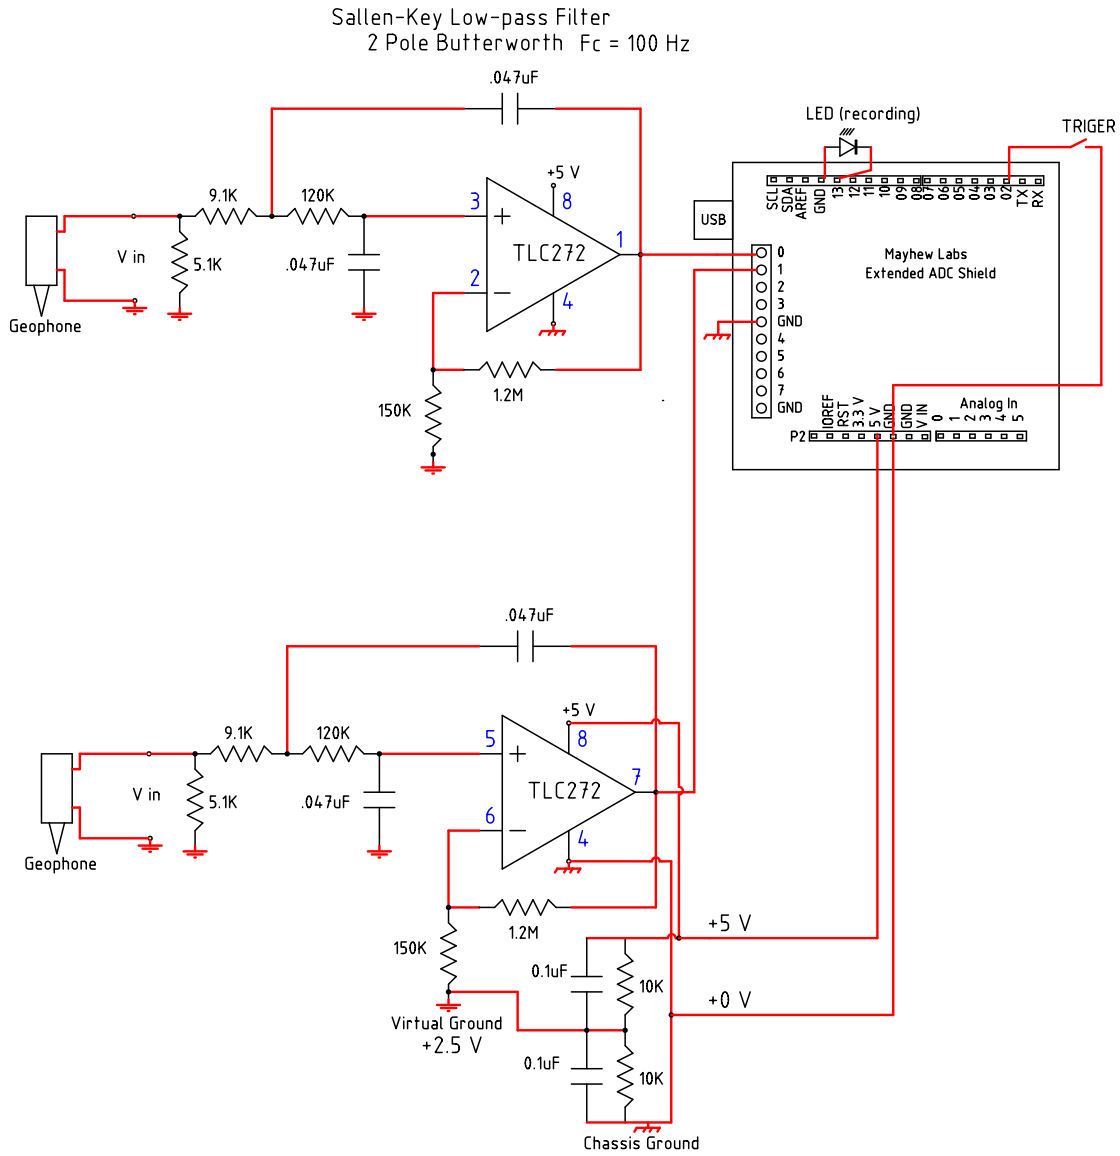 Sallen-Key Low-pass Filter
2 Pole Butterworth Fc = 100 Hz
.047uF
9.1K
120K
+5 V
3
8
V in
5.1K
.047uF
TLC272
1
2
4
Geophone
1.2M
150K
LED (recording)
TRIGER
SCL
SDA
AREF
GND
13
12
11
10
09
08
07
06
05
04
03
02
TX
RX
USB
Mayhew Labs
Extended ADC Shield
0
1
2
3
GND
4
5
6
7
GND
Analog In
P2
IOREF
RST
3.3 V
5 V
GND
GND
V IN
0
1
2
3
4
5
.047uF
9.1K
120K
+5 V
5
8
V in
5.1K
.047uF
TLC272
7
6
4
Geophone
1.2M
150K
+5 V
0.1uF
10K
+0 V
Virtual Ground
+2.5 V
0.1uF
10K
Chassis Ground